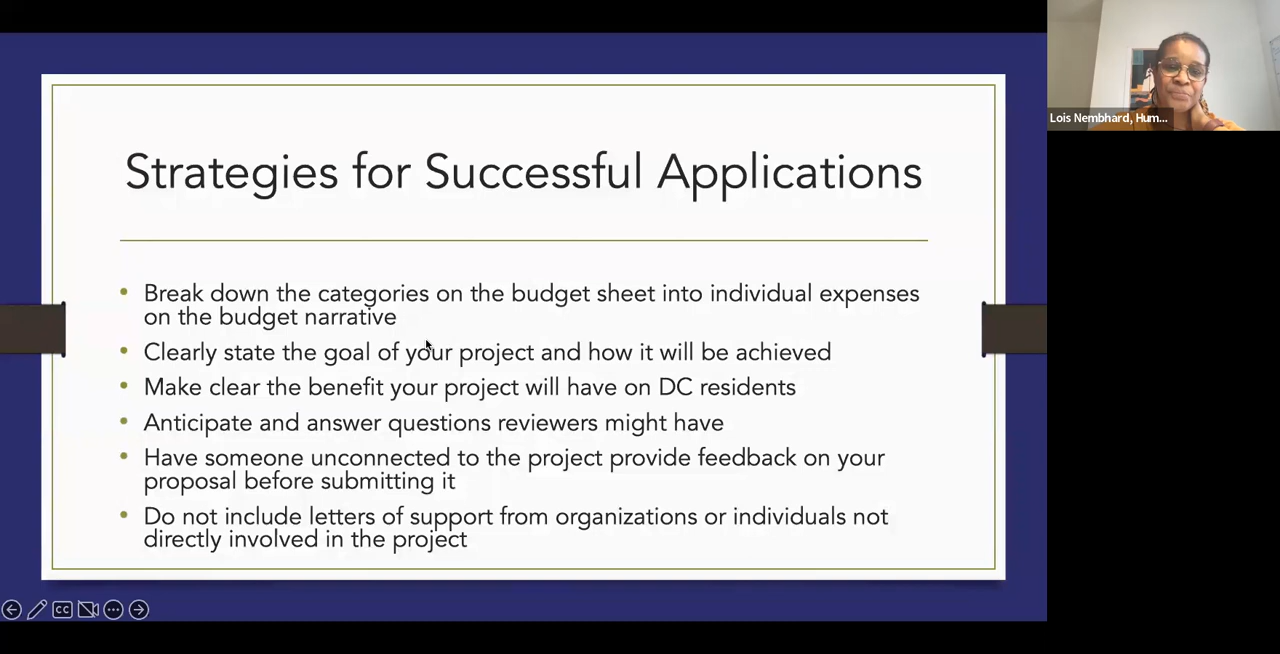 Strategies for Successful Applications
• Break down the categories on the budget sheet into individual expenses
on the budget narrative
• Clearly state the goal of your project and how it will be achieved
• Make clear the benefit your project will have on DC residents
• Anticipate and answer questions reviewers might have
• Have someone unconnected to the project provide feedback on your
proposal before submitting it
• Do not include letters of support from organizations or individuals not
directly involved in the project
Lois Nembhard, Hum...
CC